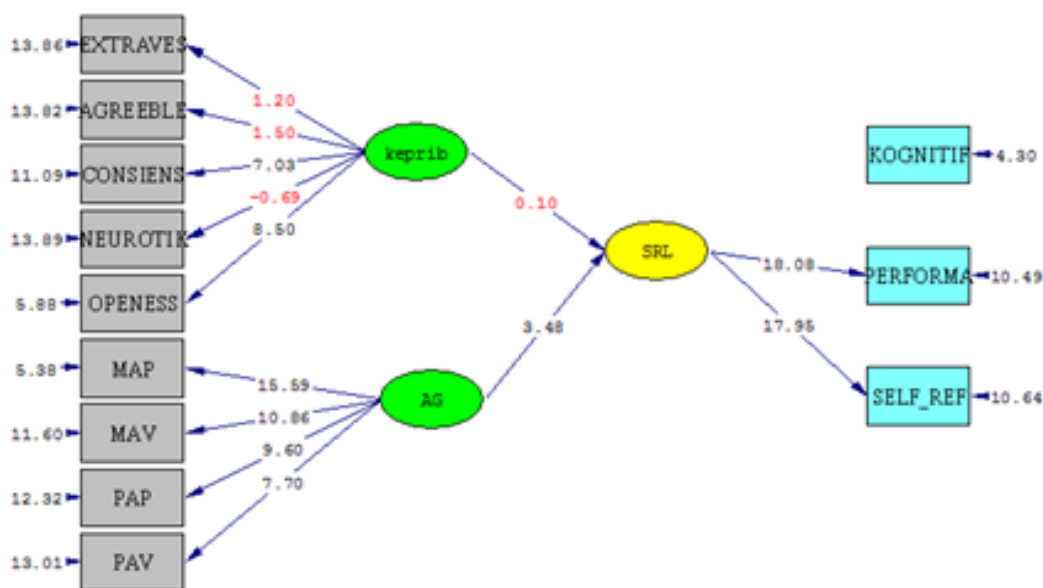 13.86 EXTRAVES
13.82 AGREEBLE
11.09 CONSIENS
13.89 NEUROTIK
5.88 OPENESS
5.38 MAP
11.60 MAV
12.32 PAP
13.01 PAV
1.20
1.50
7.03
-0.69
8.50
15.59
10.86
9.60
7.70
keprib
AG
0.10
3.48
SRL
18.08
17.95
KOGNITIF 4.30
PERFORMA 10.49
SELF_REF 10.64